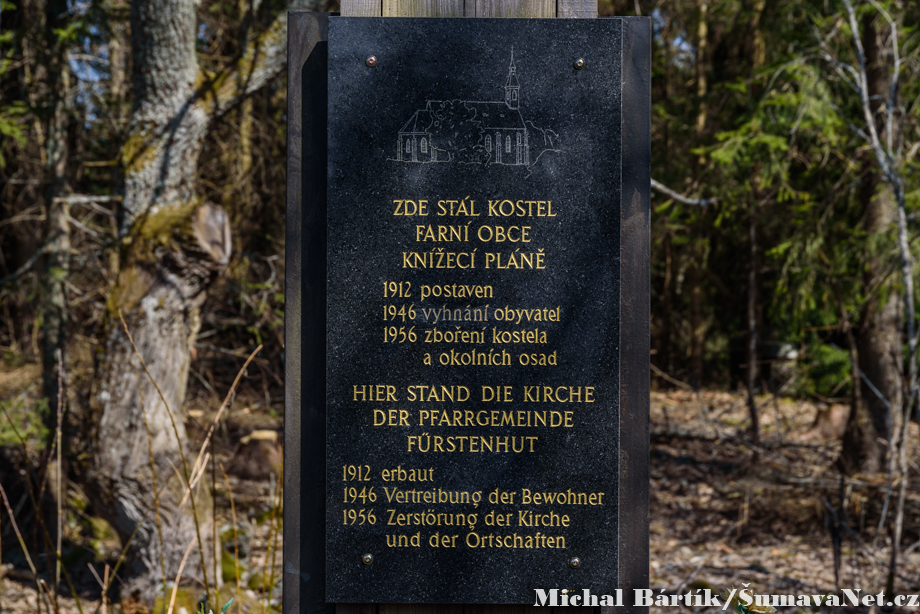 ZDE STÁL KOSTEL
FARNÍ OBCE
KNÍŽECÍ PLÁNĚ
1912 postaven
1946 vyhnání obyvatel
1956 zboření kostela
a okolních osad
HIER STAND DIE KIRCHE
DER PFARRGEMEINDE
FÜRSTENHUT
1912 erbaut
1946 Vertreibung der Bewohner
1956 Zerstörung der Kirche
und der Ortschaften
Michal Bártík/ŠumavaNet.cz